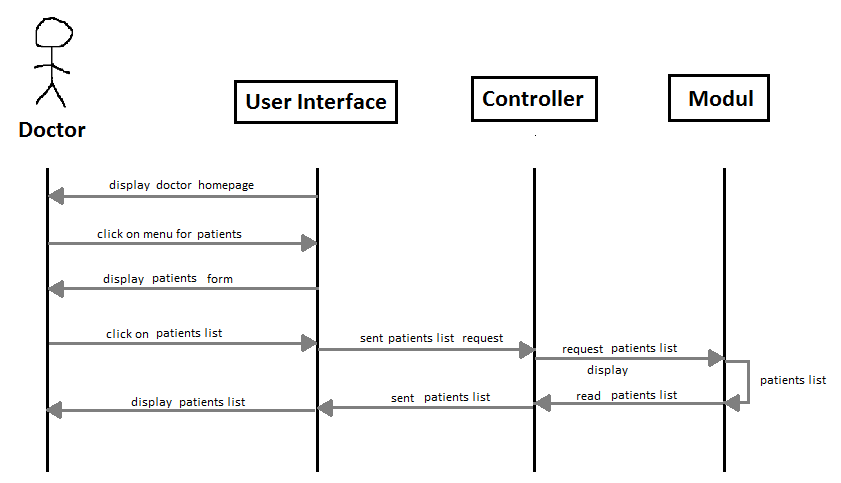 Doctor
User Interface
Controller
Modul
display doctor homepage
click on menu for patients
display patients form
click on patients list
sent patients list request
request patients list
display
patients list
read patients list
sent patients list
display patients list